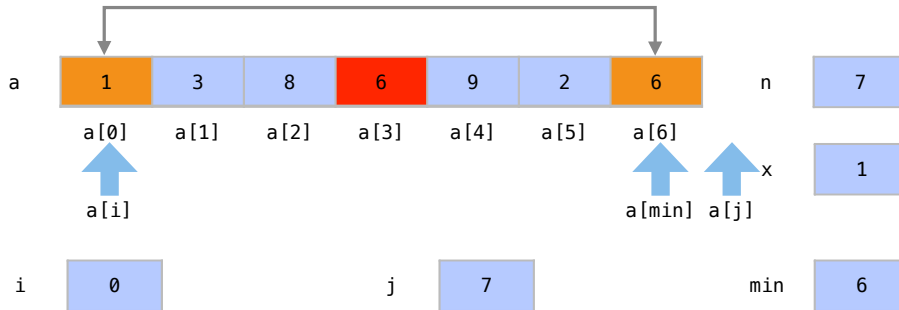 a 1 3 8 6 9 2 6 n 7
a[0] a[1] a[2] a[3] a[4] a[5] a[6]
x 1
a[i] a[min] a[j]
i 0 j 7 min 6